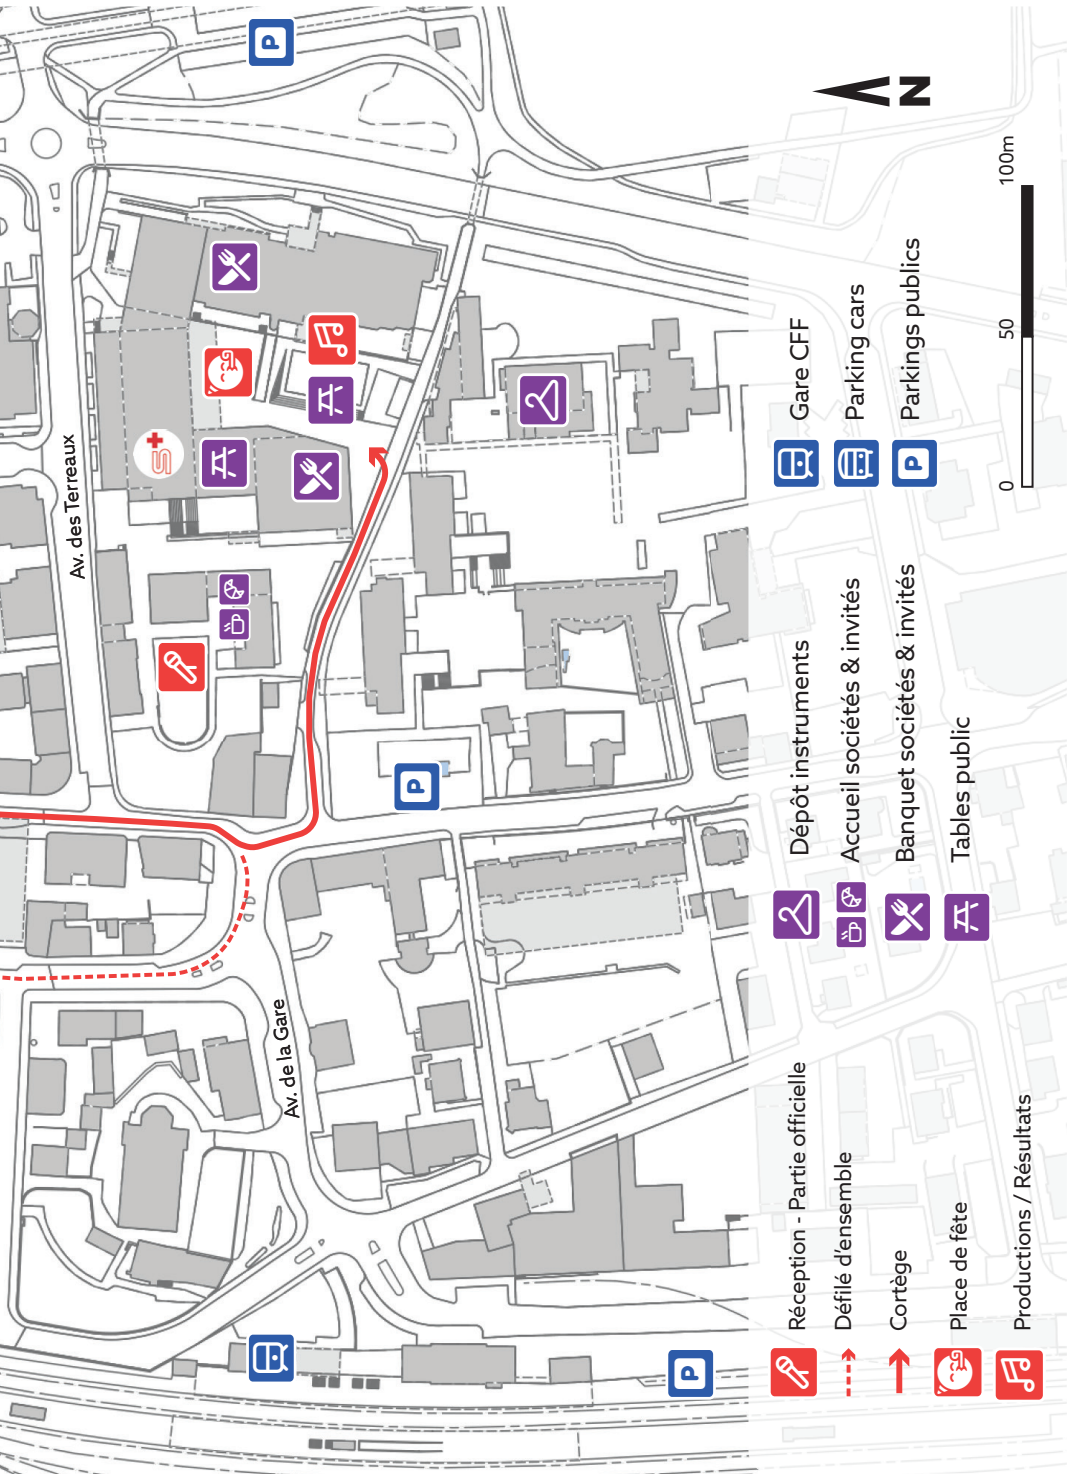 Av. de la Gare
Av. des Terreaux
S+
P
P
P
N
Réception - Partie officielle
Défilé d'ensemble
Cortège
Place de fête
Productions / Résultats
Dépôt instruments
Accueil sociétés & invités
Banquet sociétés & invités
Tables public
Gare CFF
Parking cars
P Parkings publics
0 50 100m